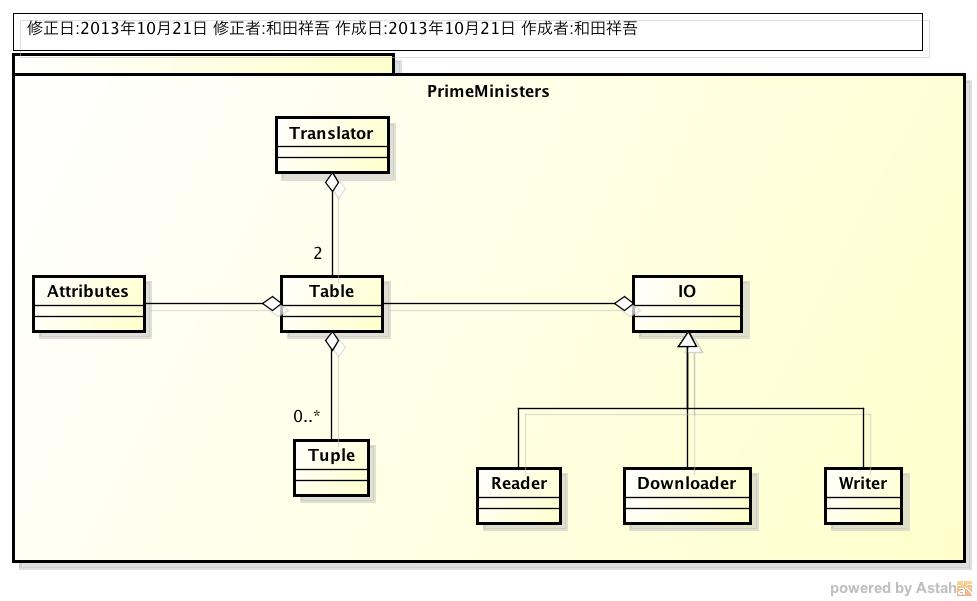 修正日:2013年10月21日 修正者:和田祥吾 作成日:2013年10月21日 作成者:和田祥吾
PrimeMinisters
Translator
2
Attributes
Table
IO
0..*
Tuple
Reader
Downloader
Writer
powered by Astah